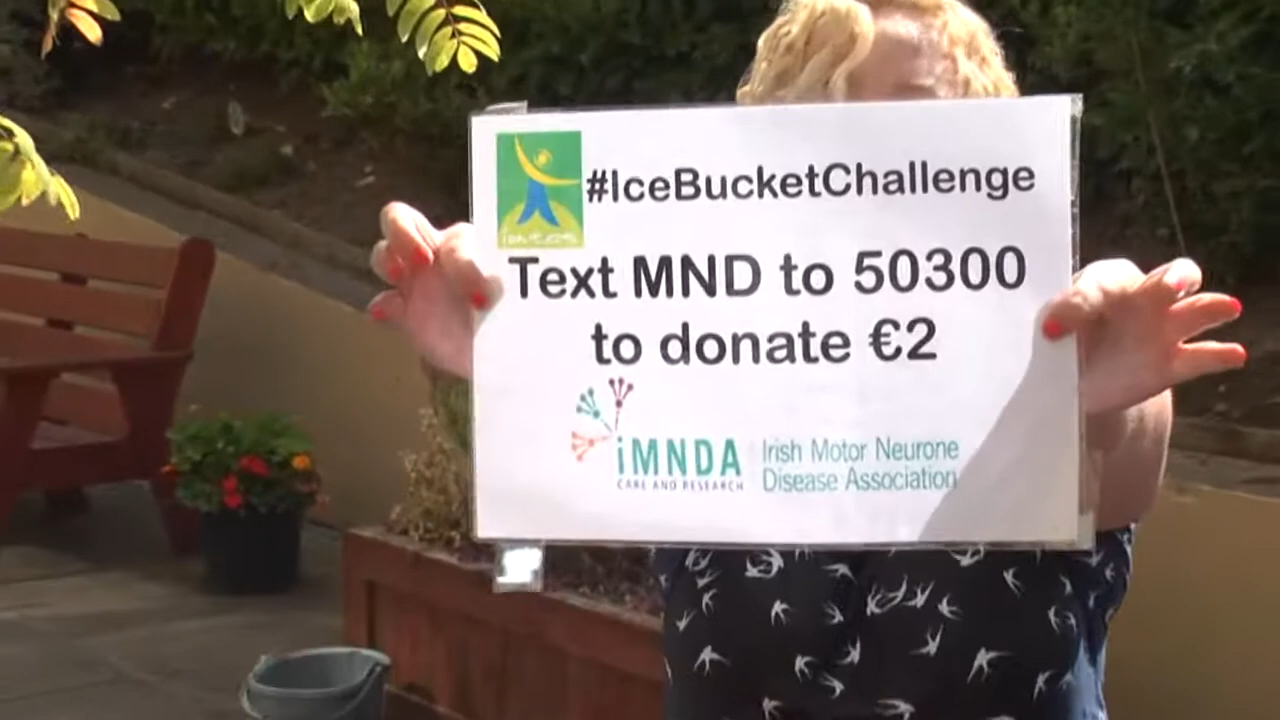 #IceBucketChallenge
Text MND to 50300
to donate €2
iMNDA
CARE AND RESEARCH
Irish Motor Neurone
Disease Association